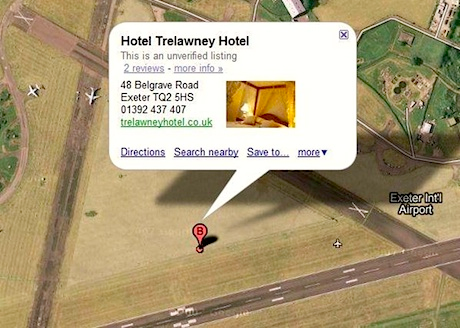 Hotel Trelawney Hotel
This is an unverified listing
2 reviews - more info »
48 Belgrave Road
Exeter TQ2 5HS
01392 437 407
trelawneyhotel.co.uk
Directions Search nearby Save to... more▼
Exeter Int'l
Airport
B